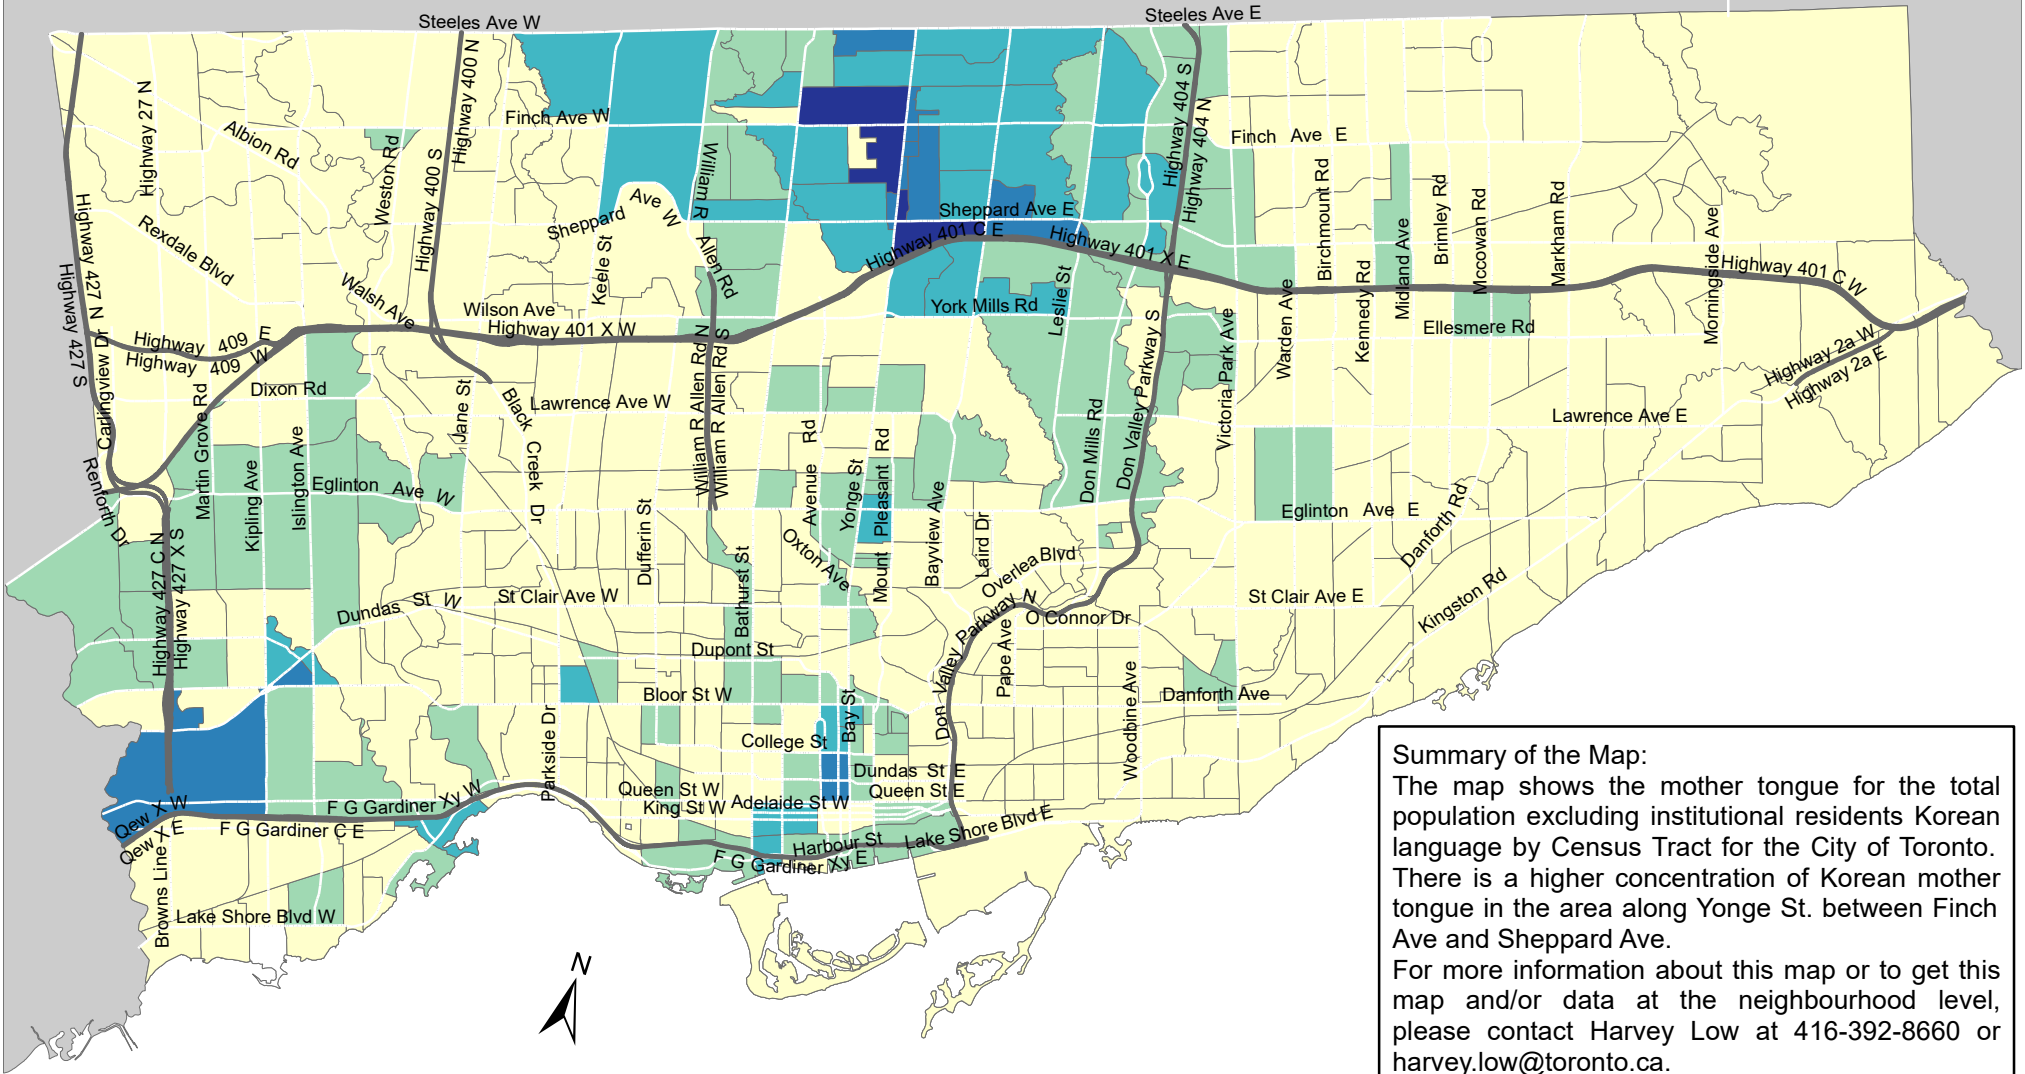 Steeles Ave W
Steeles Ave E
Highway 27 N
Highway 400 N
Highway 404 S
Highway 404 N
Albion Rd
Finch Ave W
Finch Ave E
Weston Rd
Highway 400 S
William R
Allen Rd
Sheppard Ave W
Sheppard Ave E
Keele St
Birchmount Rd
Midland Ave
Brimley Rd
Mccowan Rd
Markham Rd
Morningside Ave
Highway 427 N
Highway 427 S
Rexdale Blvd
Walsh Ave
Highway 401 C E
Highway 401 X E
Highway 401 C W
Wilson Ave
Highway 401 X W
York Mills Rd
Leslie St
Ellesmere Rd
Kennedy Rd
Warden Ave
Victoria Park Ave
Highway 409 E
Highway 409 W
Highway 2a W
Highway 2a E
Carlingview Dr
Dixon Rd
Martin Grove Rd
Jane St
Black Creek Dr
Lawrence Ave W
Lawrence Ave E
William R Allen Rd N
William R Allen Rd S
Avenue Rd
Yonge St
Mount Pleasant Rd
Bayview Ave
Don Mills Rd
Don Valley Parkway S
Renforth Dr
Kipling Ave
Islington Ave
Eglinton Ave W
Eglinton Ave E
Danforth Rd
Dufferin St
Bathurst St
Oxton Ave
Laird Dr
Overlea Blvd
Highway 427 C N
Highway 427 X S
Dundas St W
St Clair Ave W
St Clair Ave E
Kingston Rd
O Connor Dr
Don Valley Parkway N
Pape Ave
Dupont St
Bloor St W
Danforth Ave
Woodbine Ave
Parkside Dr
Bay St
College St
Dundas St E
Queen St W
Queen St E
King St W
Adelaide St W
Qew X W
Qew X E
F G Gardiner Xy W
F G Gardiner C E
Harbour St
Lake Shore Blvd E
F G Gardiner Xy E
Browns Line
Lake Shore Blvd W
N
Summary of the Map:
The map shows the mother tongue for the total
population excluding institutional residents Korean
language by Census Tract for the City of Toronto.
There is a higher concentration of Korean mother
tongue in the area along Yonge St. between Finch
Ave and Sheppard Ave.
For more information about this map or to get this
map and/or data at the neighbourhood level,
please contact Harvey Low at 416-392-8660 or
harvey.low@toronto.ca.